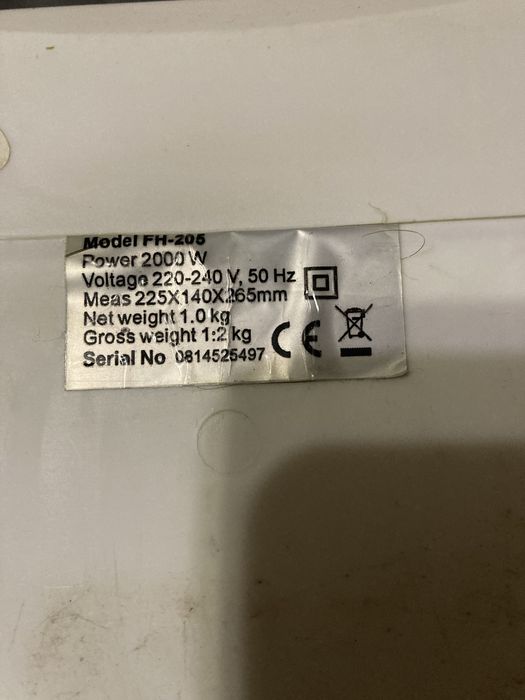 Model FH-205
Power 2000 W
Voltage 220-240 V, 50 Hz
Meas 225X140X265mm
Net weight 1.0 kg
Gross weight 1.2 kg
Serial No 0814525497
CE